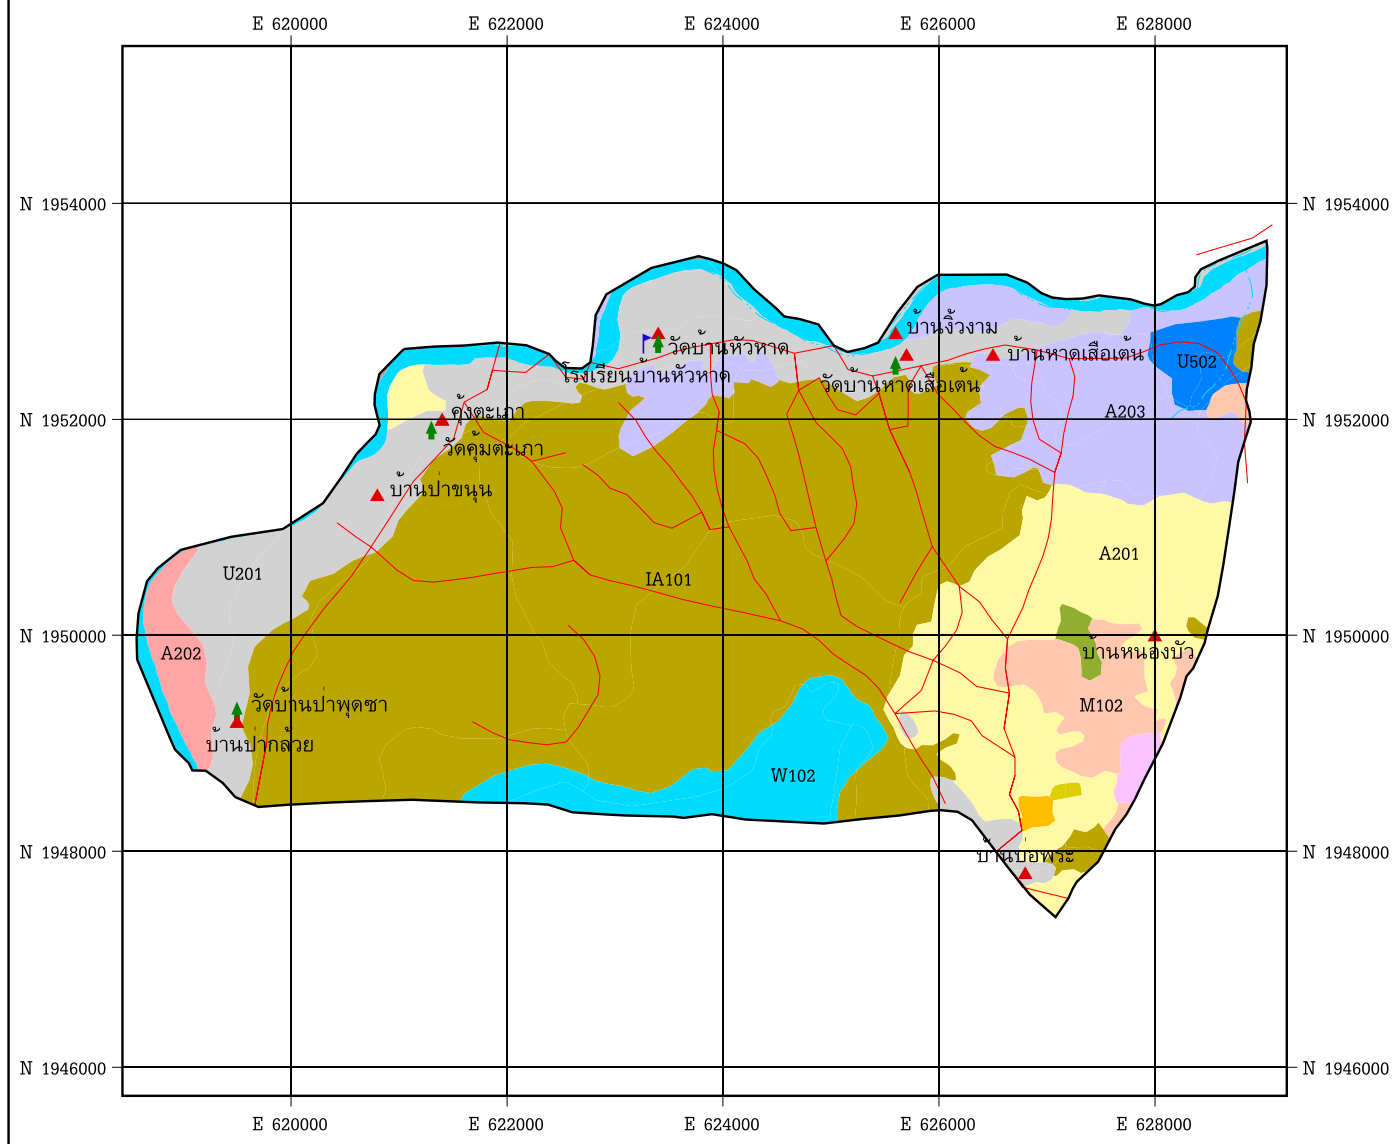 E 620000 E 622000 E 624000 E 626000 E 628000
N 1954000 N 1954000
บ้านงิ้วงาม
วัดบ้านหัวหาด
บ้านหาดเสือเต้น
U502
โรงเรียนบ้านหัวหาด
วัดบ้านหาดเสือเต้น
คุ้งตะเภา
A203
N 1952000 N 1952000
วัดคุ้มตะเภา
บ้านป่าขนุน
A201
U201
IA101
N 1950000 N 1950000
A202
บ้านหนองบัว
วัดบ้านป่าพุดซา
M102
บ้านป่ากล้วย
W102
N 1948000 N 1948000
บ้านบ่อพระ
N 1946000 N 1946000
E 620000 E 622000 E 624000 E 626000 E 628000